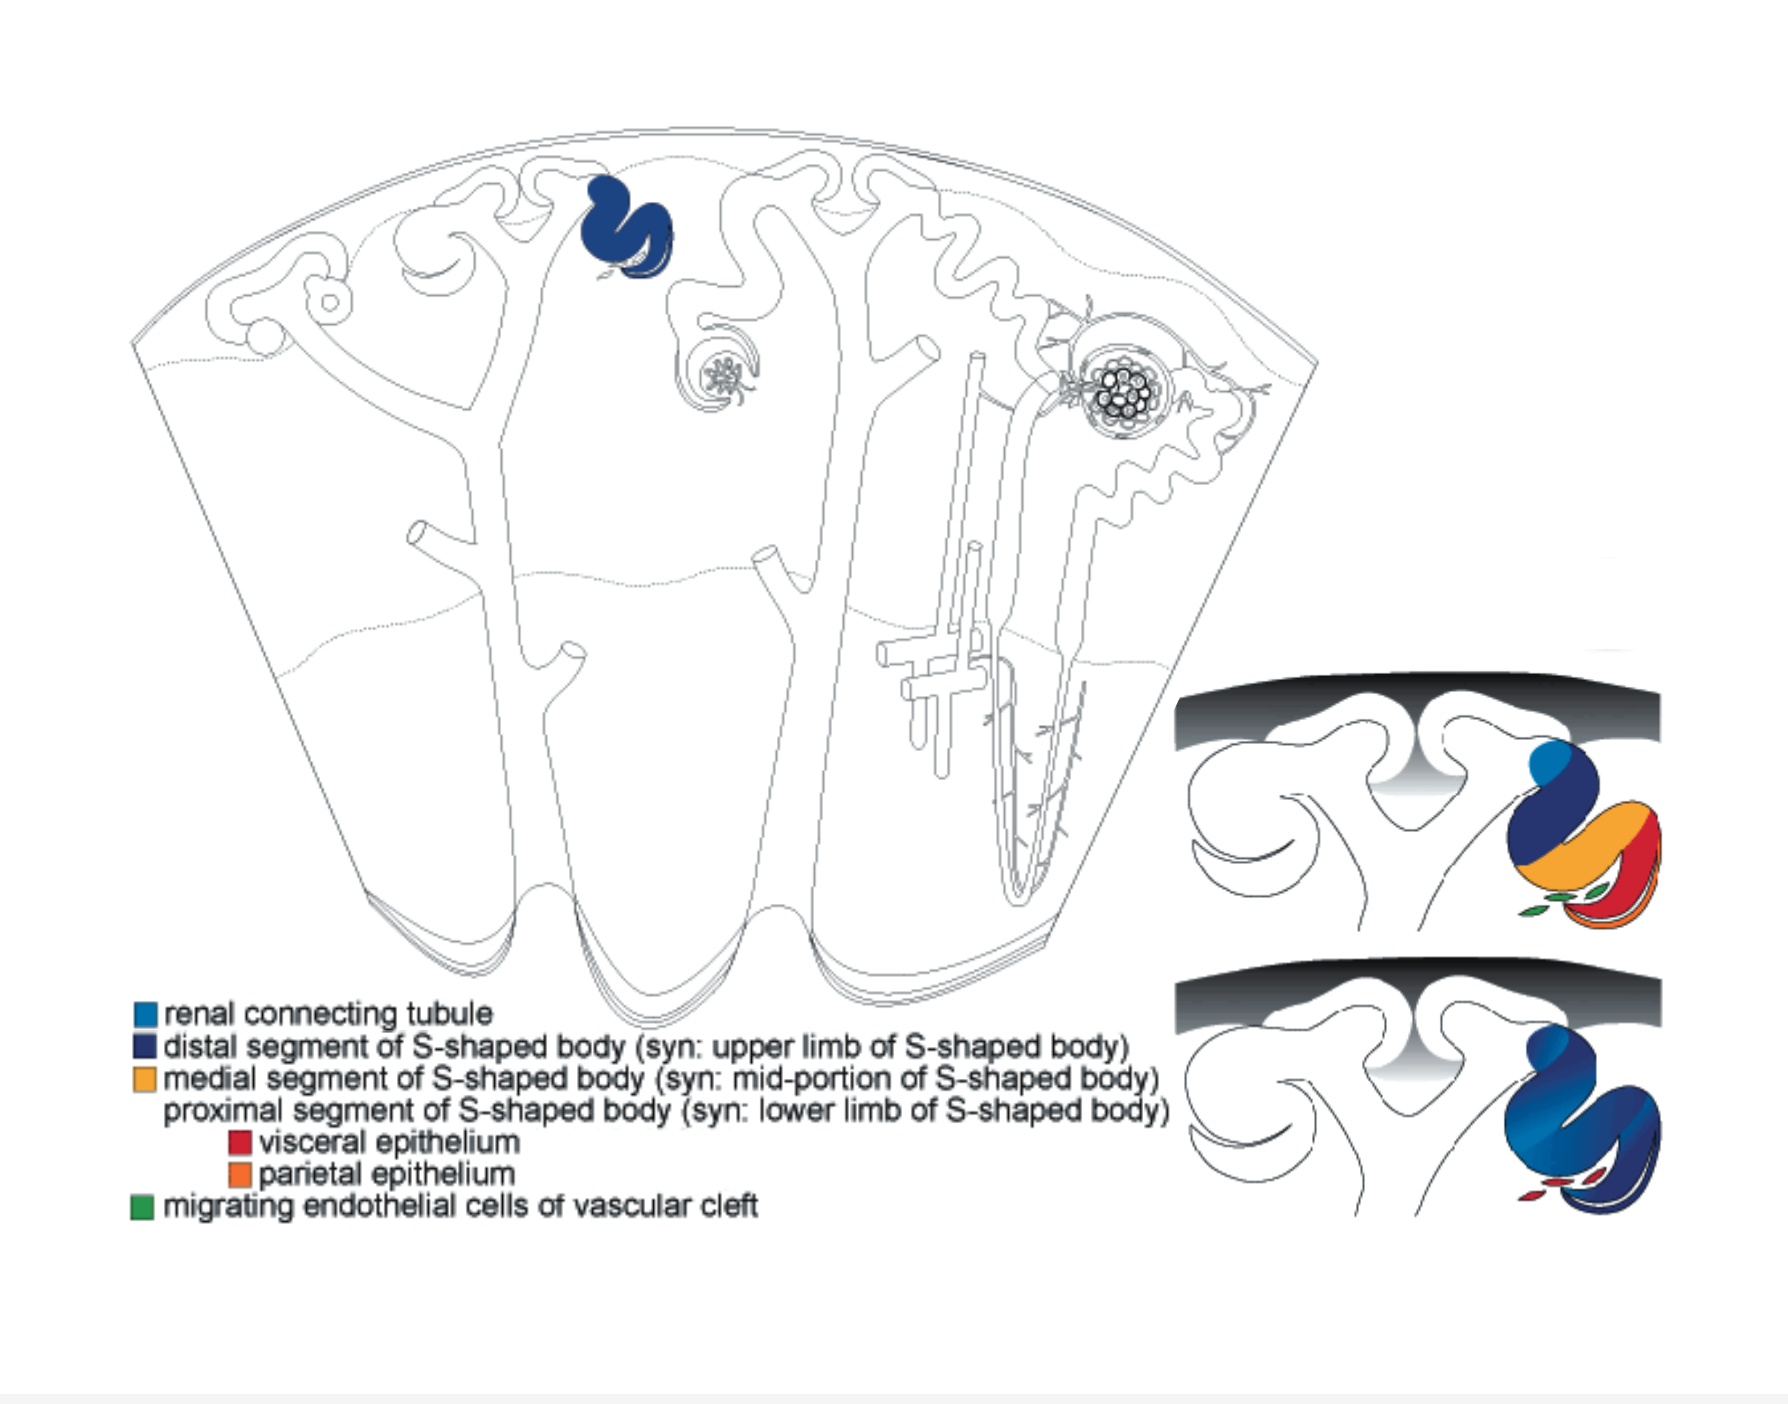 renal connecting tubule
distal segment of S-shaped body (syn: upper limb of S-shaped body)
medial segment of S-shaped body (syn: mid-portion of S-shaped body)
proximal segment of S-shaped body (syn: lower limb of S-shaped body)
visceral epithelium
parietal epithelium
migrating endothelial cells of vascular cleft